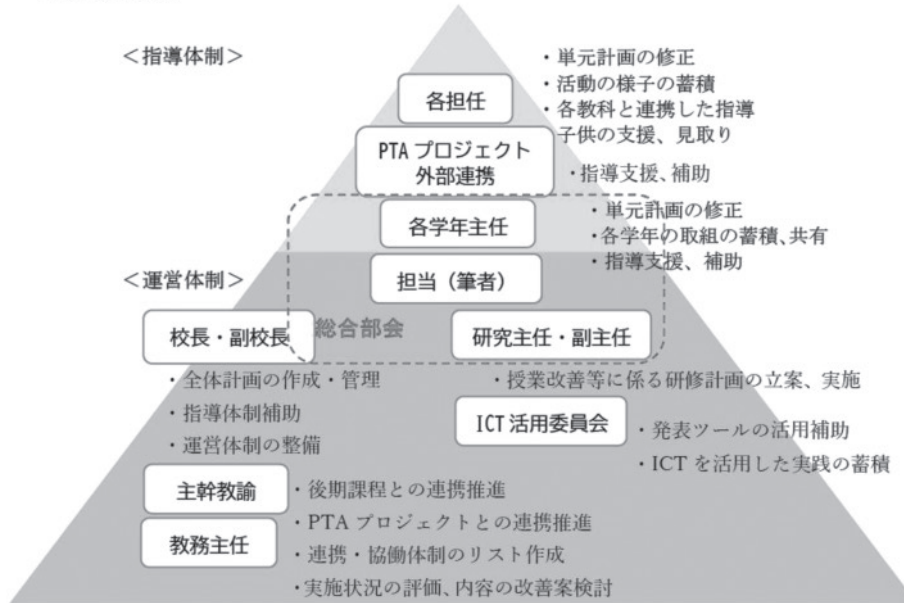 ＜指導体制＞
・単元計画の修正
・活動の様子の蓄積
各担任
・各教科と連携した指導
子供の支援、見取り
PTA プロジェクト
外部連携
・指導支援、補助
各学年主任
・単元計画の修正
・各学年の取組の蓄積、共有
・指導支援、補助
＜運営体制＞
担当（筆者）
総合部会
校長・副校長
研究主任・副主任
・全体計画の作成・管理
・指導体制補助
・運営体制の整備
・授業改善等に係る研修計画の立案、実施
ICT 活用委員会
・発表ツールの活用補助
・ICT を活用した実践の蓄積
主幹教諭
教務主任
・後期課程との連携推進
・PTA プロジェクトとの連携推進
・連携・協働体制のリスト作成
・実施状況の評価、内容の改善案検討